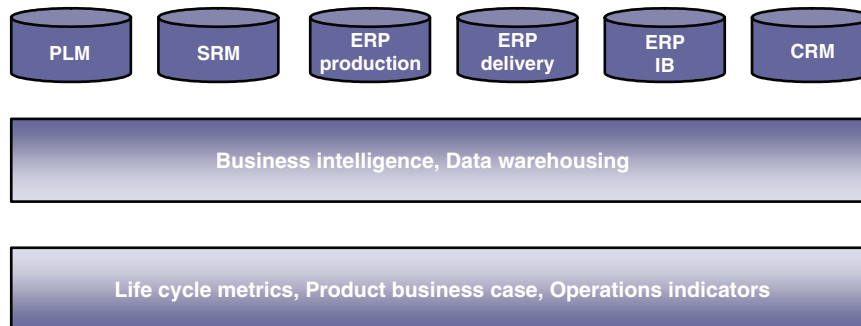 PLM
SRM
ERP
production
ERP
delivery
ERP
IB
CRM
Business intelligence, Data warehousing
Life cycle metrics, Product business case, Operations indicators